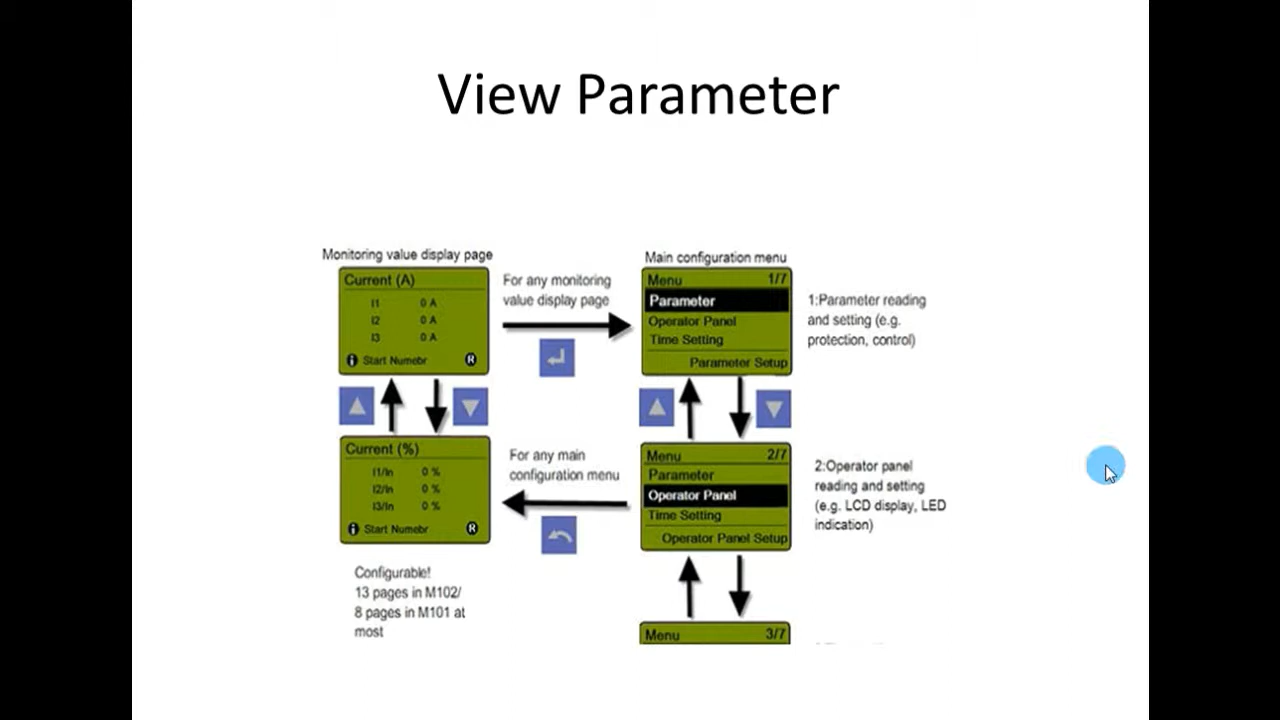 View Parameter
Monitoring value display page
Current (A)
I1 0 A
I2 0 A
I3 0 A
Start Numebr R
For any monitoring
value display page
Main configuration menu
Menu 1/7
Parameter
Operator Panel
Time Setting
Parameter Setup
1:Parameter reading
and setting (e.g.
protection, control)
Current (%)
I1/In 0 %
I2/In 0 %
I3/In 0 %
Start Numebr R
For any main
configuration menu
Menu 2/7
Parameter
Operator Panel
Time Setting
Operator Panel Setup
2:Operator panel
reading and setting
(e.g. LCD display, LED
indication)
Configurable!
13 pages in M102/
8 pages in M101 at
most
Menu 3/7